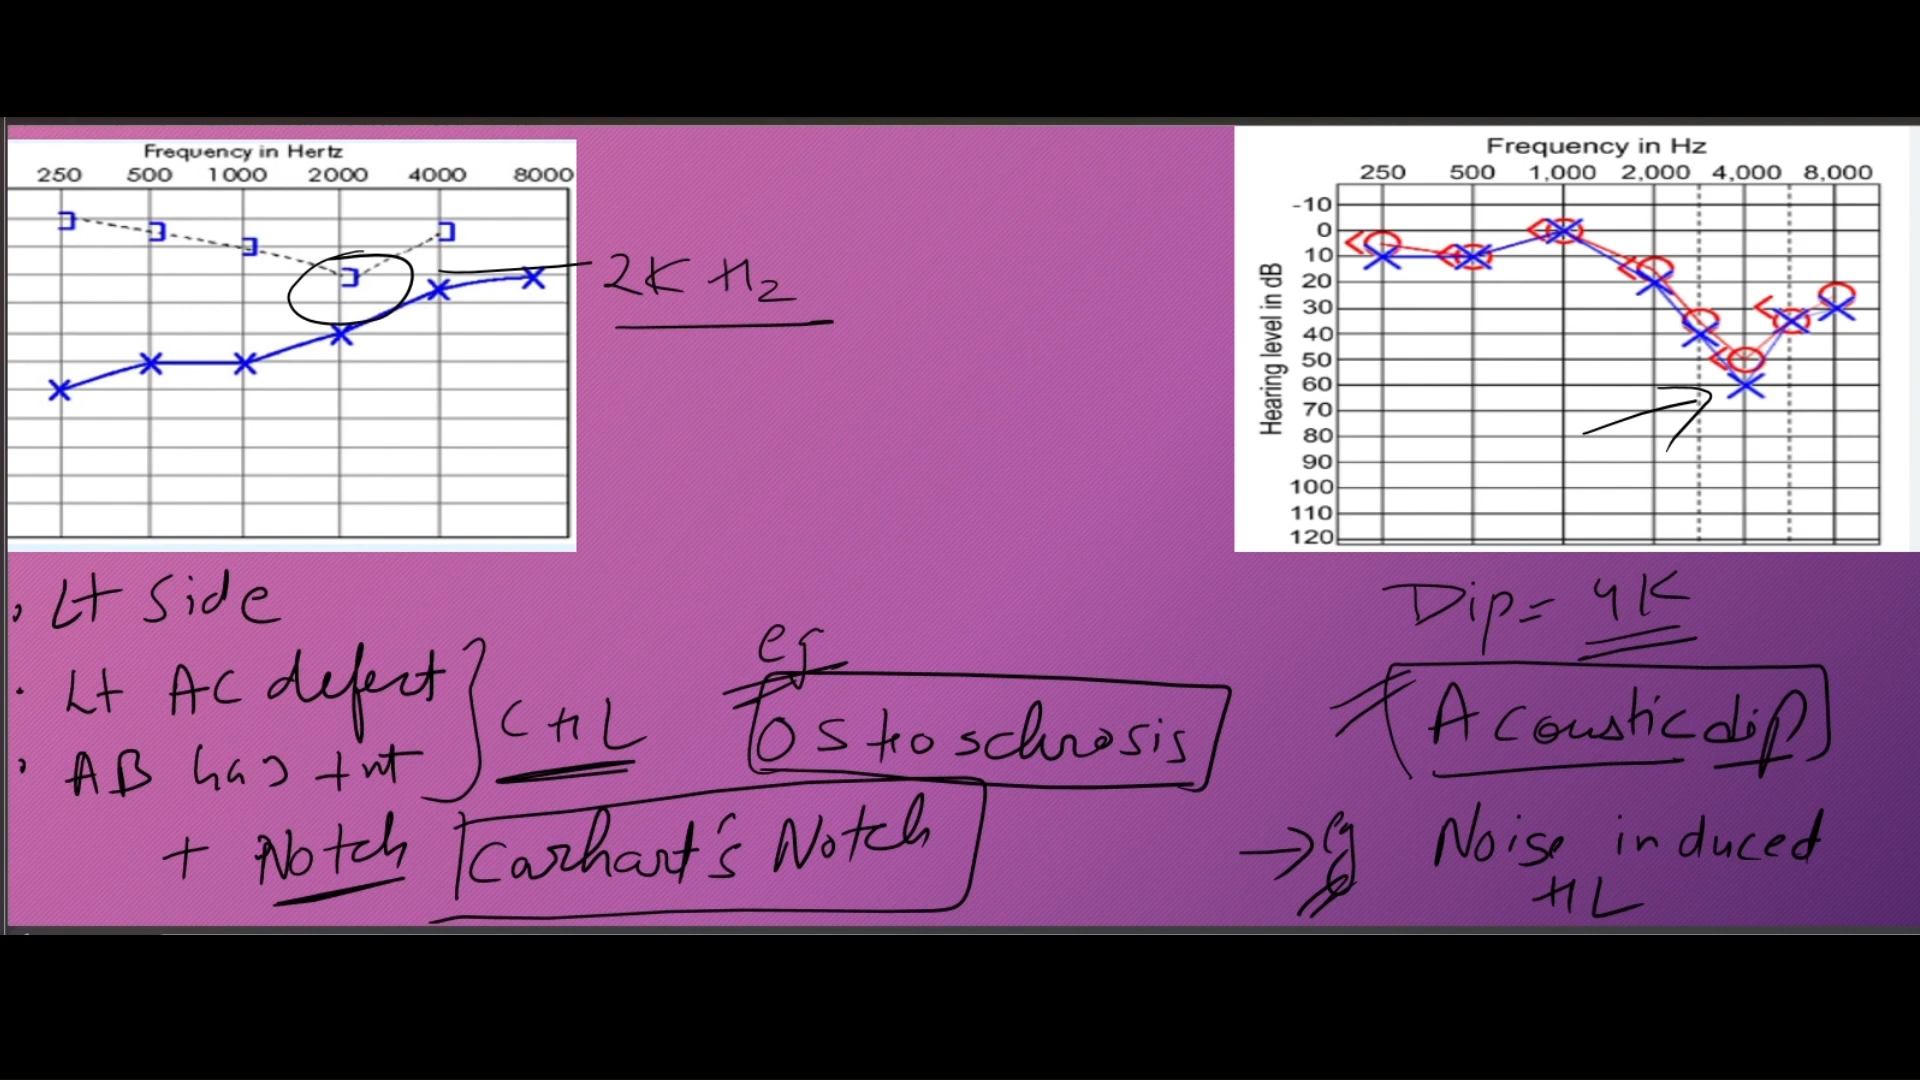 Frequency in Hertz
250 500 1000 2000 4000 8000
2K Hz
Frequency in Hz
250 500 1,000 2,000 4,000 8,000
Hearing level in dB
-10
0
10
20
30
40
50
60
70
80
90
100
110
120
Lt Side
Lt AC defect
AB gap +nt
CHL
+ Notch
Carhart's Notch
eg
Otosclerosis
Dip = 4K
Acoustic dip
→ eg Noise induced
HL